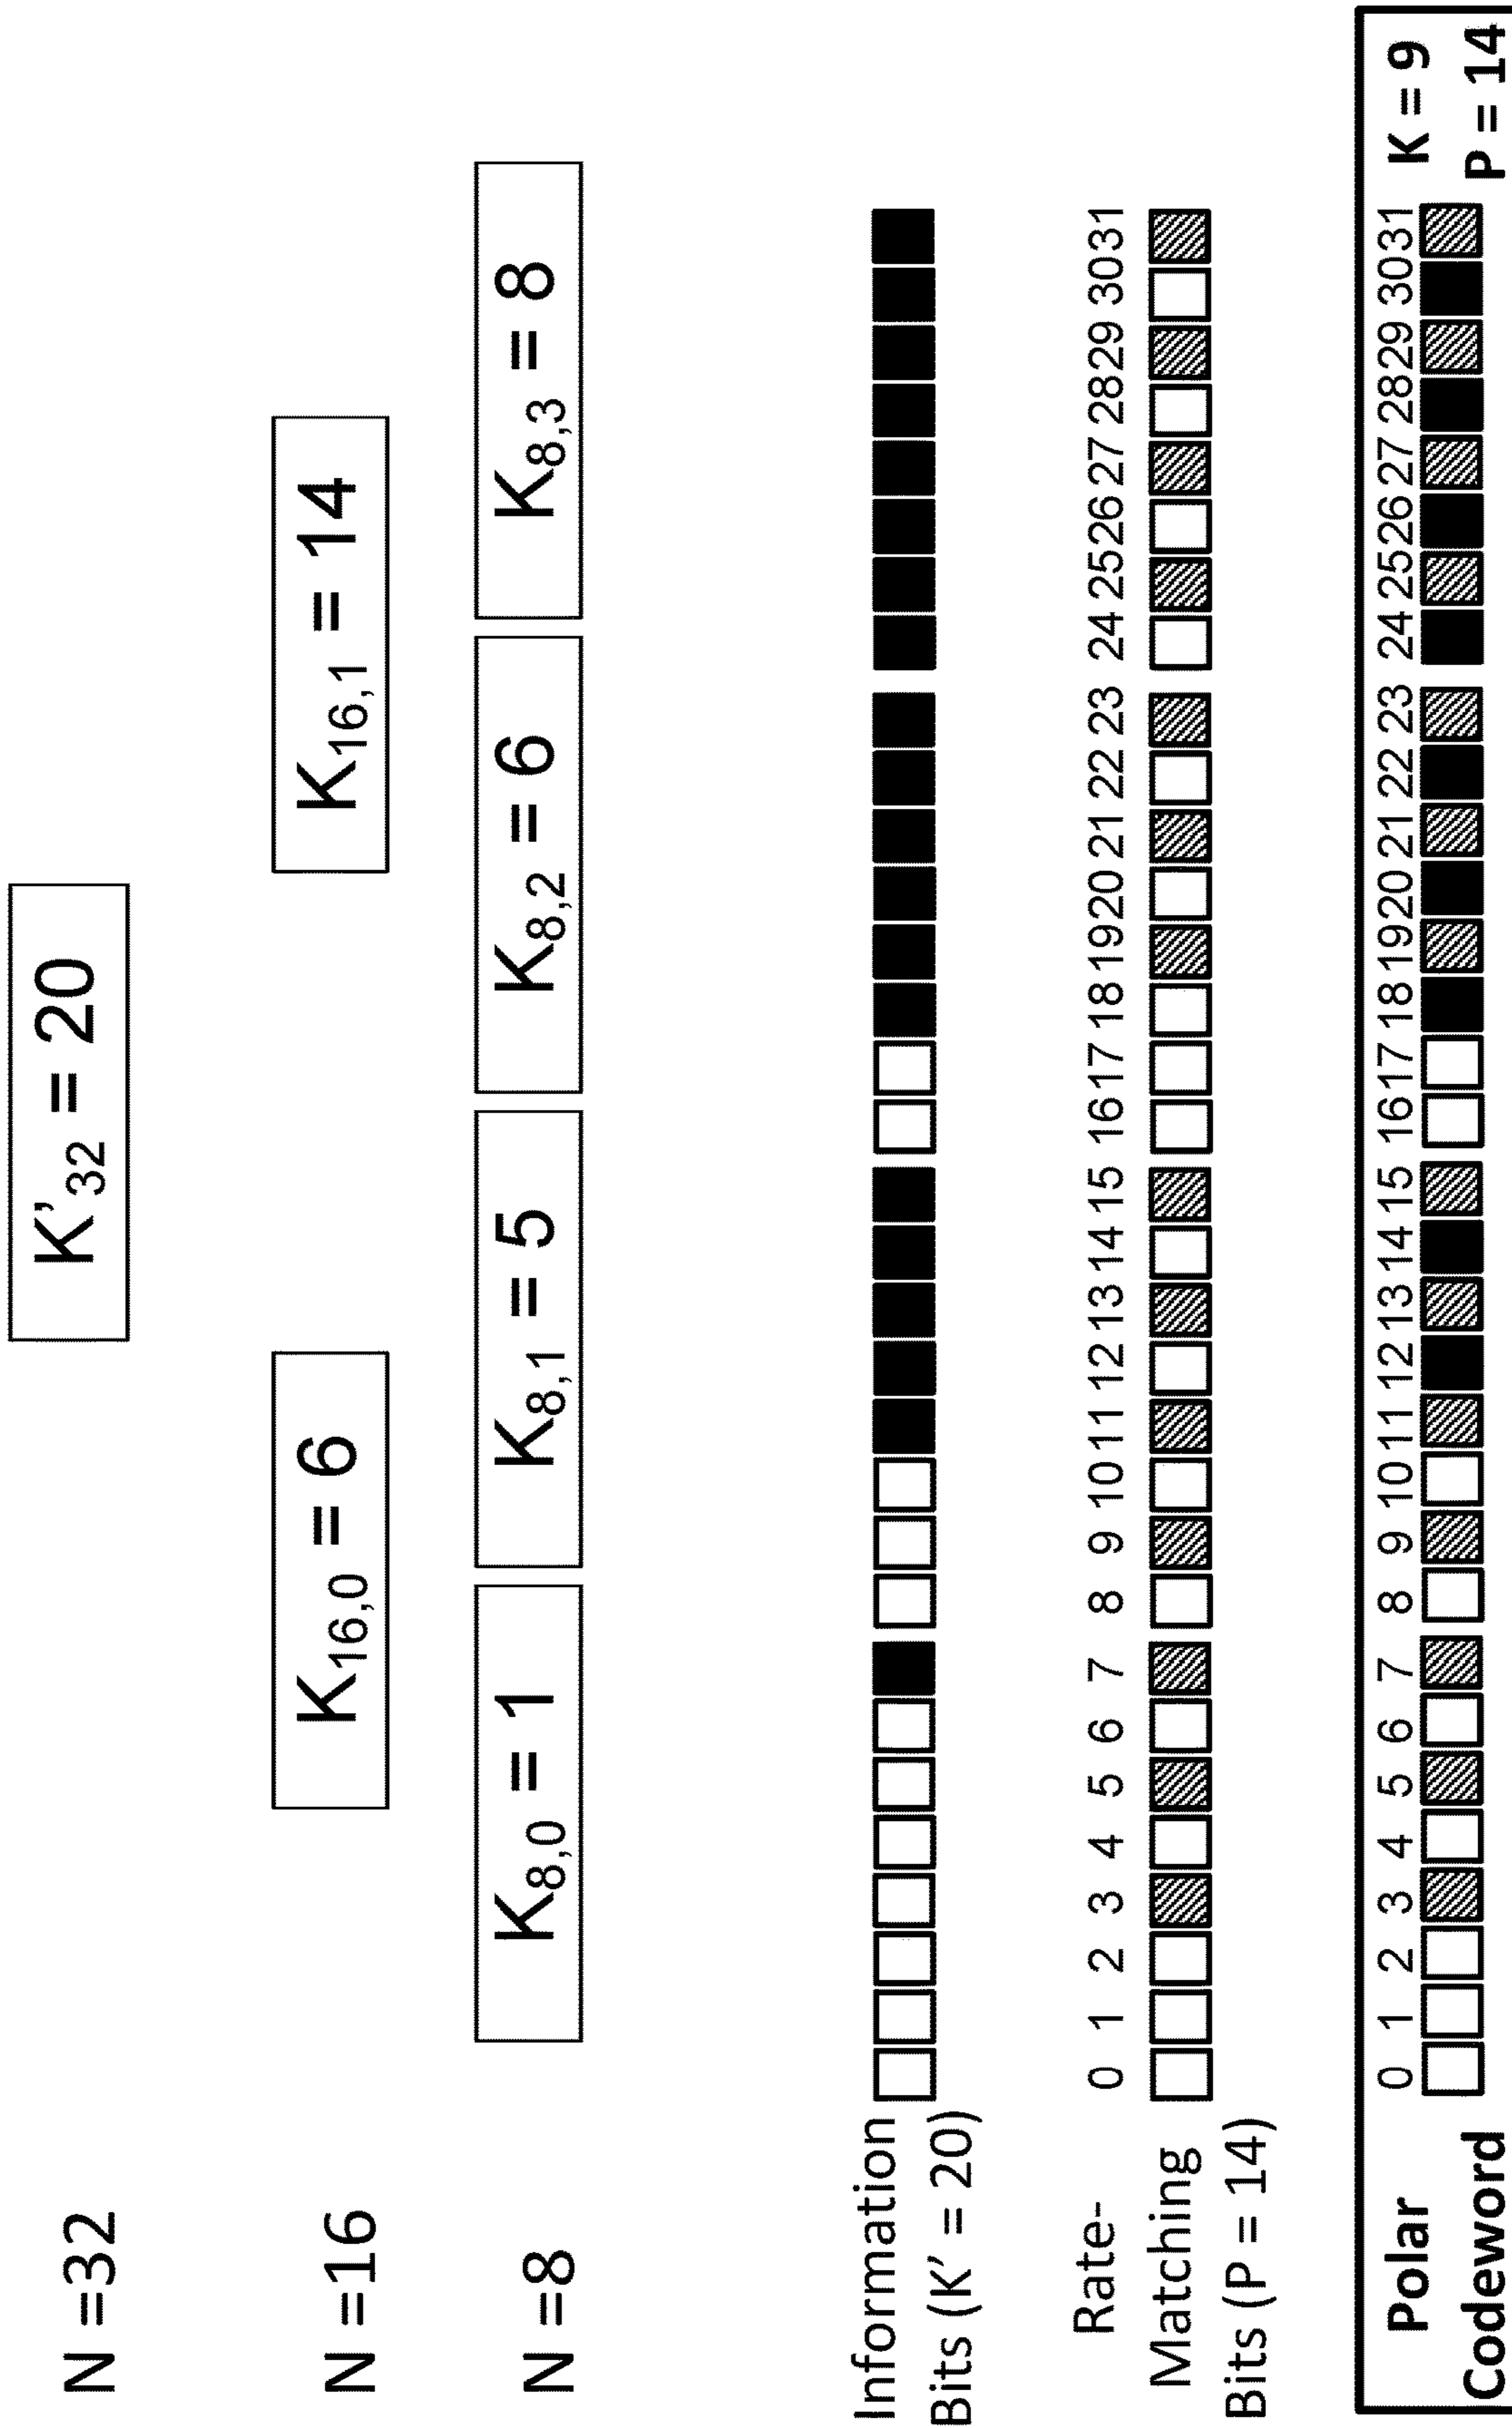 N =32
K'32 = 20
N =16
K16,0 = 6
K16,1 = 14
N =8
K8,0 = 1
K8,1 = 5
K8,2 = 6
K8,3 = 8
Information
Bits (K' = 20)
0 1 2 3 4 5 6 7 8 9 10 11 12 13 14 15 16 17 18 19 20 21 22 23 24 25 26 27 28 29 30 31
Rate-
Matching
Bits (P = 14)
0 1 2 3 4 5 6 7 8 9 10 11 12 13 14 15 16 17 18 19 20 21 22 23 24 25 26 27 28 29 30 31
Polar
Codeword
K = 9
P = 14